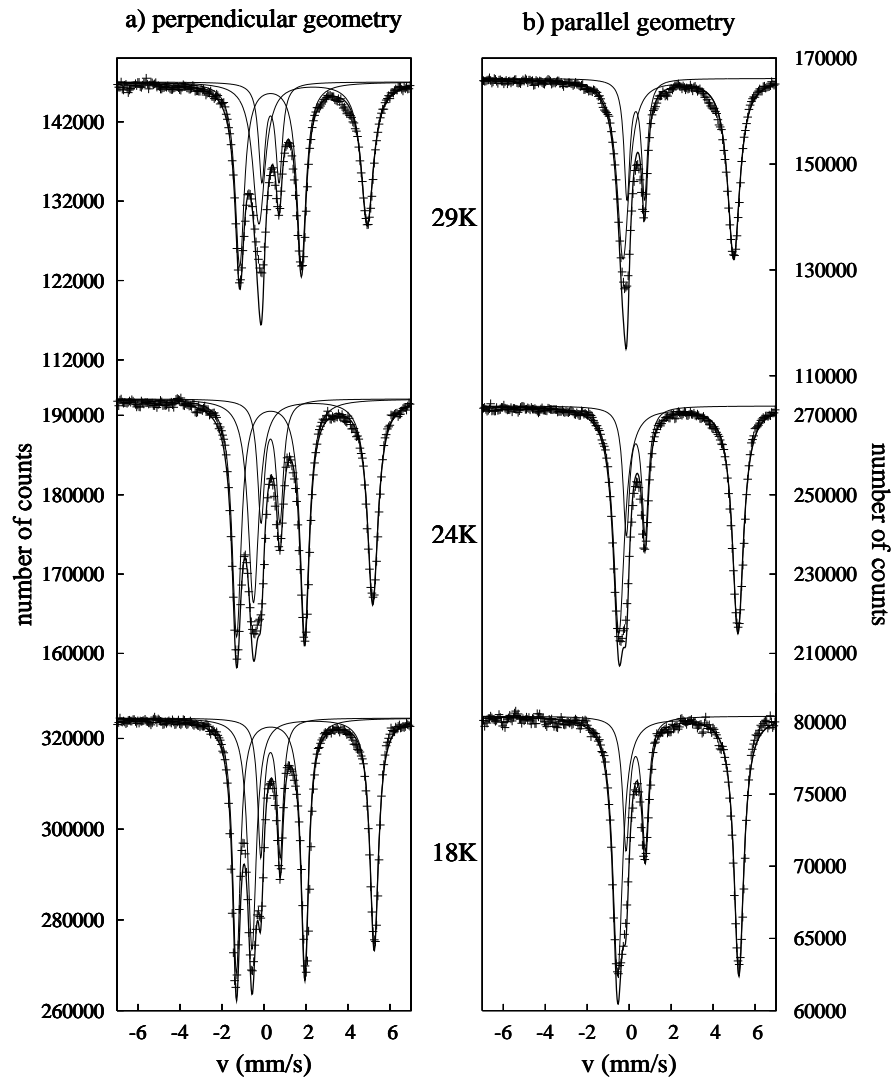 a) perpendicular geometry
b) parallel geometry
142000
132000
122000
112000
190000
180000
170000
160000
320000
300000
280000
260000
number of counts
-6 -4 -2 0 2 4 6
v (mm/s)
29K
24K
18K
170000
150000
130000
110000
270000
250000
230000
210000
80000
75000
70000
65000
60000
number of counts
-6 -4 -2 0 2 4 6
v (mm/s)